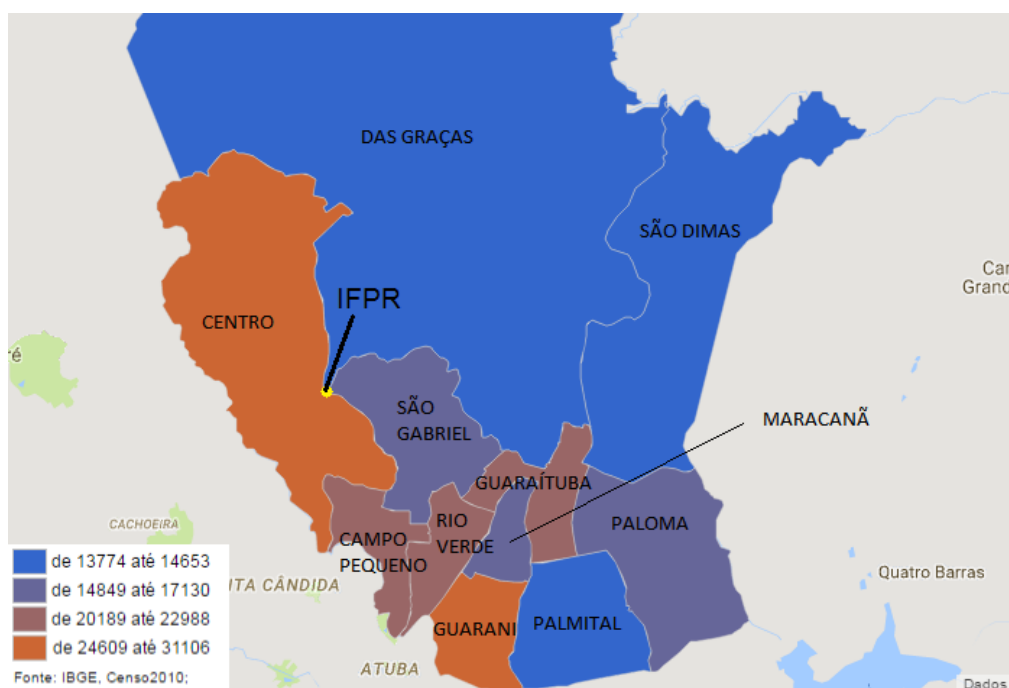 DAS GRAÇAS
SÃO DIMAS
Car
Grand
IFPR
CENTRO
ré
SÃO
GABRIEL
MARACANÃ
GUARAÍTUBA
CACHOEIRA
RIO
VERDE
PALOMA
CAMPO
PEQUENO
de 13774 até 14653
de 14849 até 17130
de 20189 até 22988
de 24609 até 31106
Fonte: IBGE, Censo2010;
ITA CÂNDIDA
Quatro Barras
GUARANI
PALMITAL
ATUBA
Dados